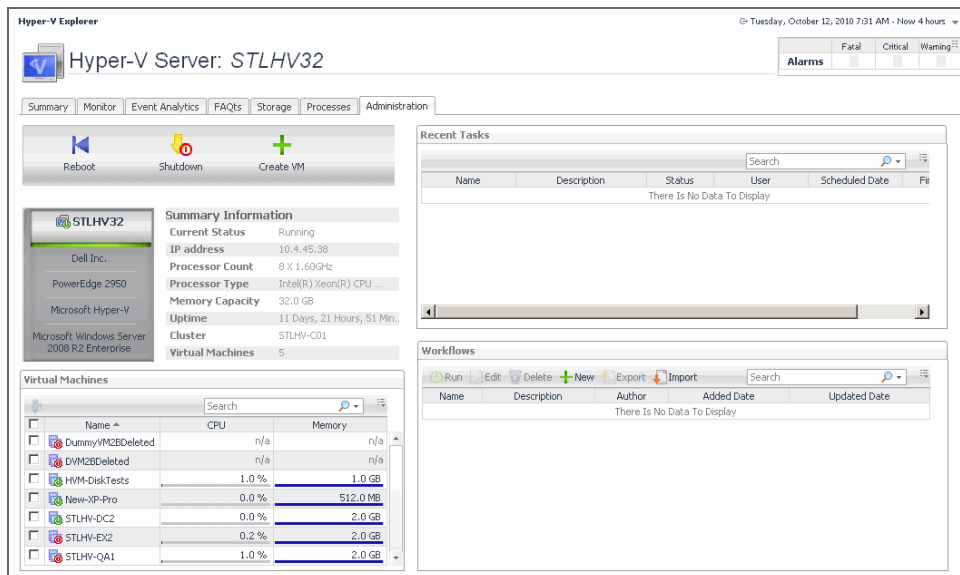 Hyper-V Explorer
Tuesday, October 12, 2010 7:31 AM - Now 4 hours
Hyper-V Server: STLHV32
Fatal Critical Warning
Alarms
Summary Monitor Event Analytics FAQts Storage Processes Administration
Reboot Shutdown Create VM
Recent Tasks
Search
Name Description Status User Scheduled Date Fir
There Is No Data To Display
STLHV32
Dell Inc.
PowerEdge 2950
Microsoft Hyper-V
Microsoft Windows Server
2008 R2 Enterprise
Summary Information
Current Status Running
IP address 10.4.45.38
Processor Count 8 X 1.60GHz
Processor Type Intel(R) Xeon(R) CPU ...
Memory Capacity 32.0 GB
Uptime 11 Days, 21 Hours, 51 Min..
Cluster STLHV-C01
Virtual Machines 5
Workflows
Run Edit Delete New Export Import Search
Name Description Author Added Date Updated Date
There Is No Data To Display
Virtual Machines
Search
Name CPU Memory
DummyVM2BDeleted n/a n/a
DVM2BDeleted n/a n/a
HVM-DiskTests 1.0 % 1.0 GB
New-XP-Pro 0.0 % 512.0 MB
STLHV-DC2 0.0 % 2.0 GB
STLHV-EX2 0.2 % 2.0 GB
STLHV-QA1 1.0 % 2.0 GB